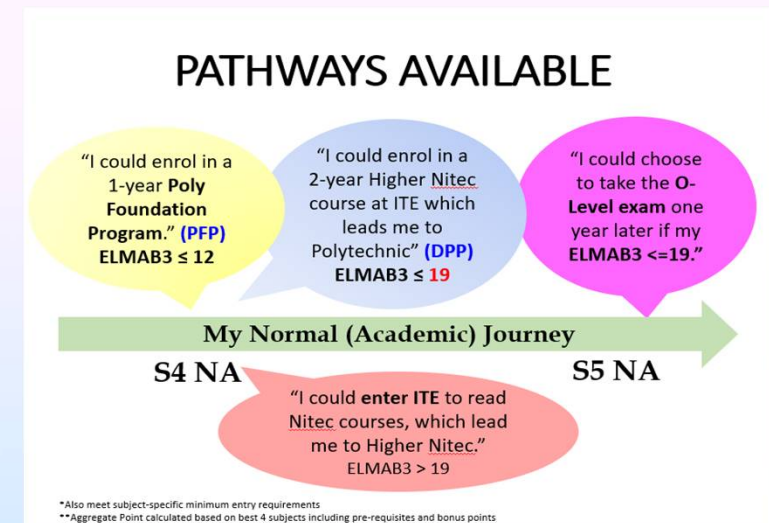 PATHWAYS AVAILABLE
“I could enrol in a
1-year Poly
Foundation
Program.” (PFP)
ELMAB3 ≤ 12
“I could enrol in a
2-year Higher Nitec
course at ITE which
leads me to
Polytechnic” (DPP)
ELMAB3 ≤ 19
“I could choose
to take the O-
Level exam one
year later if my
ELMAB3 <=19.”
My Normal (Academic) Journey
S4 NA
S5 NA
“I could enter ITE to read
Nitec courses, which lead
me to Higher Nitec.”
ELMAB3 > 19
*Also meet subject-specific minimum entry requirements
**Aggregate Point calculated based on best 4 subjects including pre-requisites and bonus points